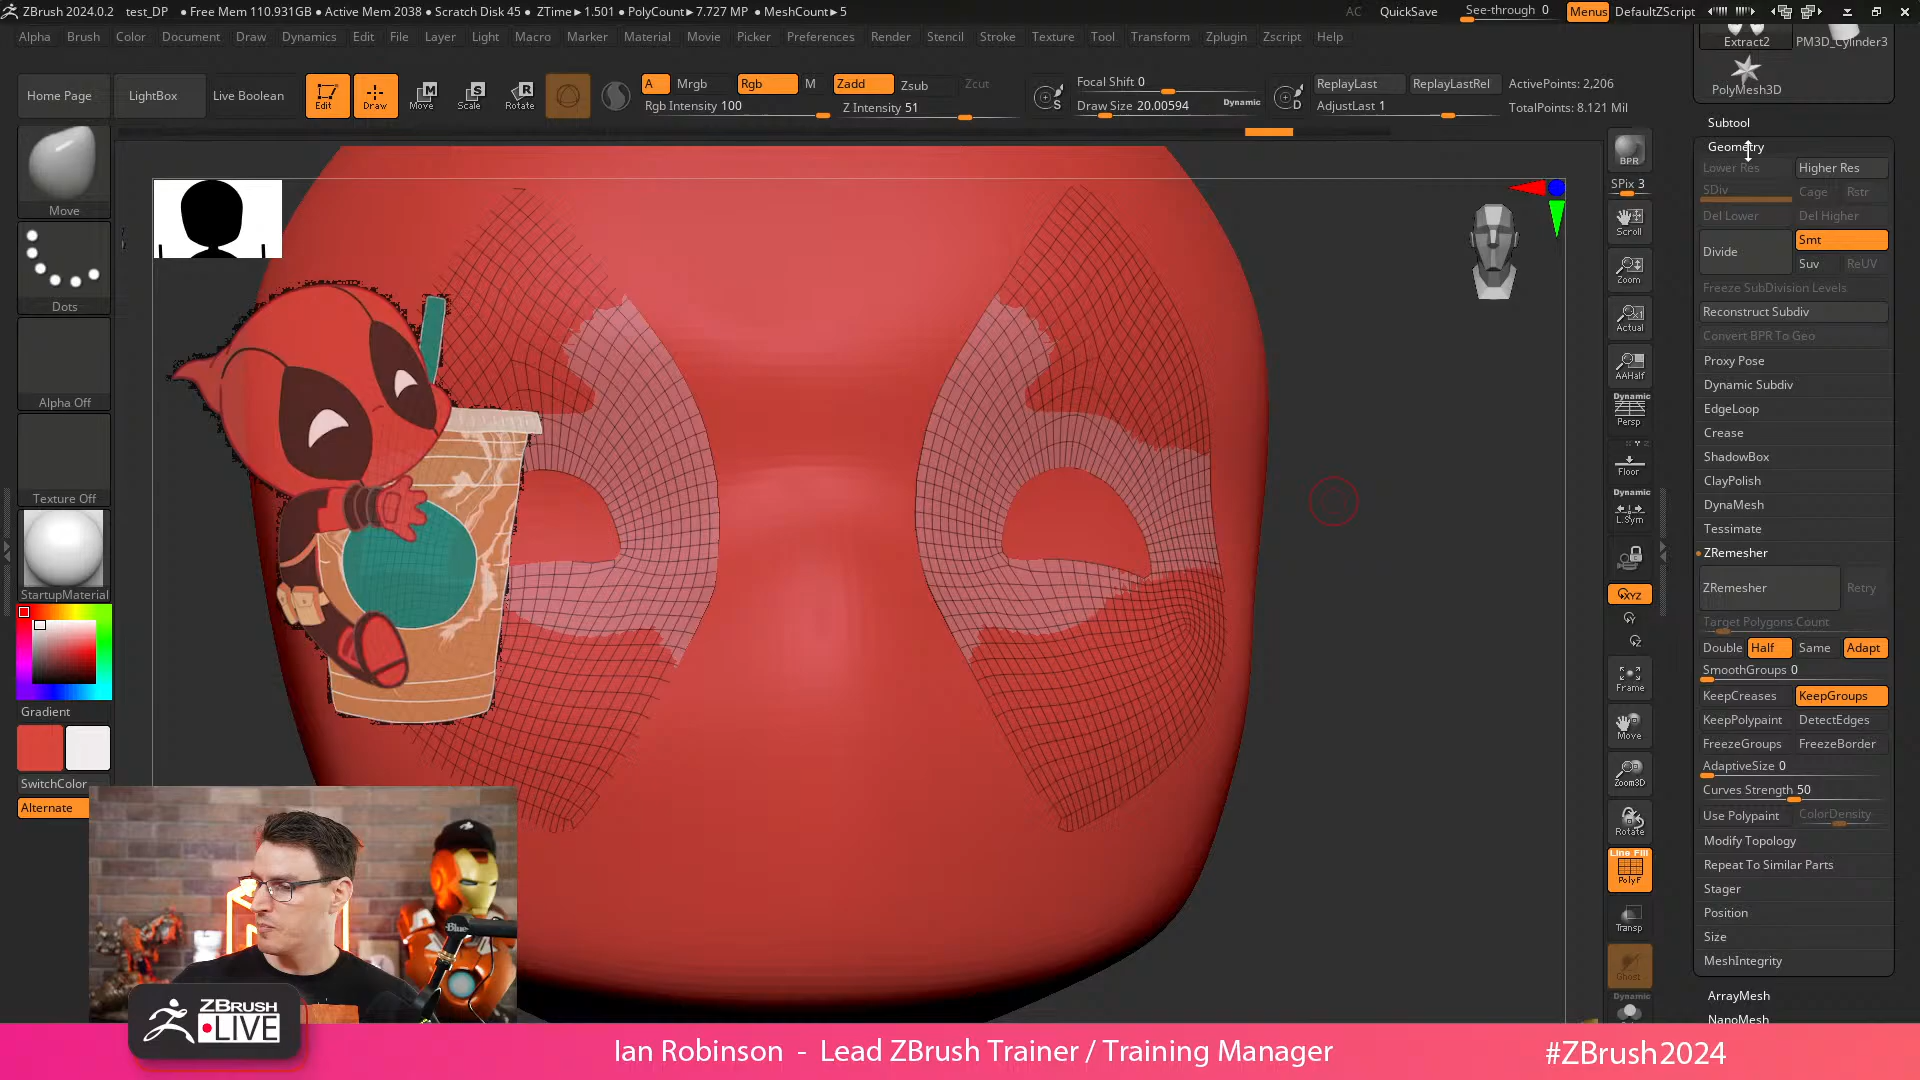 ZBrush 2024.0.2 test_DP • Free Mem 110.931GB • Active Mem 2038 • Scratch Disk 45 • ZTime►1.501 • PolyCount►7.727 MP • MeshCount►5
AC QuickSave See-through 0 Menus DefaultZScript
Alpha Brush Color Document Draw Dynamics Edit File Layer Light Macro Marker Material Movie Picker Preferences Render Stencil Stroke Texture Tool Transform Zplugin Zscript Help
Extract2 PM3D_Cylinder3
PolyMesh3D
Home Page LightBox Live Boolean
Edit Draw Move Scale Rotate
A Mrgb Rgb M Zadd Zsub Zcut
Rgb Intensity 100 Z Intensity 51
S Focal Shift 0
Draw Size 20.00594 Dynamic D
ReplayLast ReplayLastRel ActivePoints: 2,206
AdjustLast 1 TotalPoints: 8.121 Mil
Move
Dots
Alpha Off
Texture Off
StartupMaterial
Gradient
SwitchColor
Alternate
BPR
SPix 3
Scroll
Zoom
Actual
AAHalf
Dynamic
Persp
Floor
Dynamic
L.Sym
XYZ
Y
Z
Frame
Move
Zoom3D
Rotate
Line Fill
PolyF
Transp
Ghost
Dynamic
Subtool
Geometry
Lower Res Higher Res
SDiv Cage Rstr
Del Lower Del Higher
Divide Smt
Suv ReUV
Freeze SubDivision Levels
Reconstruct Subdiv
Convert BPR To Geo
Proxy Pose
Dynamic Subdiv
EdgeLoop
Crease
ShadowBox
ClayPolish
DynaMesh
Tessimate
ZRemesher
ZRemesher Retry
Target Polygons Count
Double Half Same Adapt
SmoothGroups 0
KeepCreases KeepGroups
KeepPolypaint DetectEdges
FreezeGroups FreezeBorder
AdaptiveSize 0
Curves Strength 50
Use Polypaint ColorDensity
Modify Topology
Repeat To Similar Parts
Stager
Position
Size
MeshIntegrity
ArrayMesh
NanoMesh
Blue
ZBRUSH
LIVE
Ian Robinson - Lead ZBrush Trainer / Training Manager
#ZBrush2024